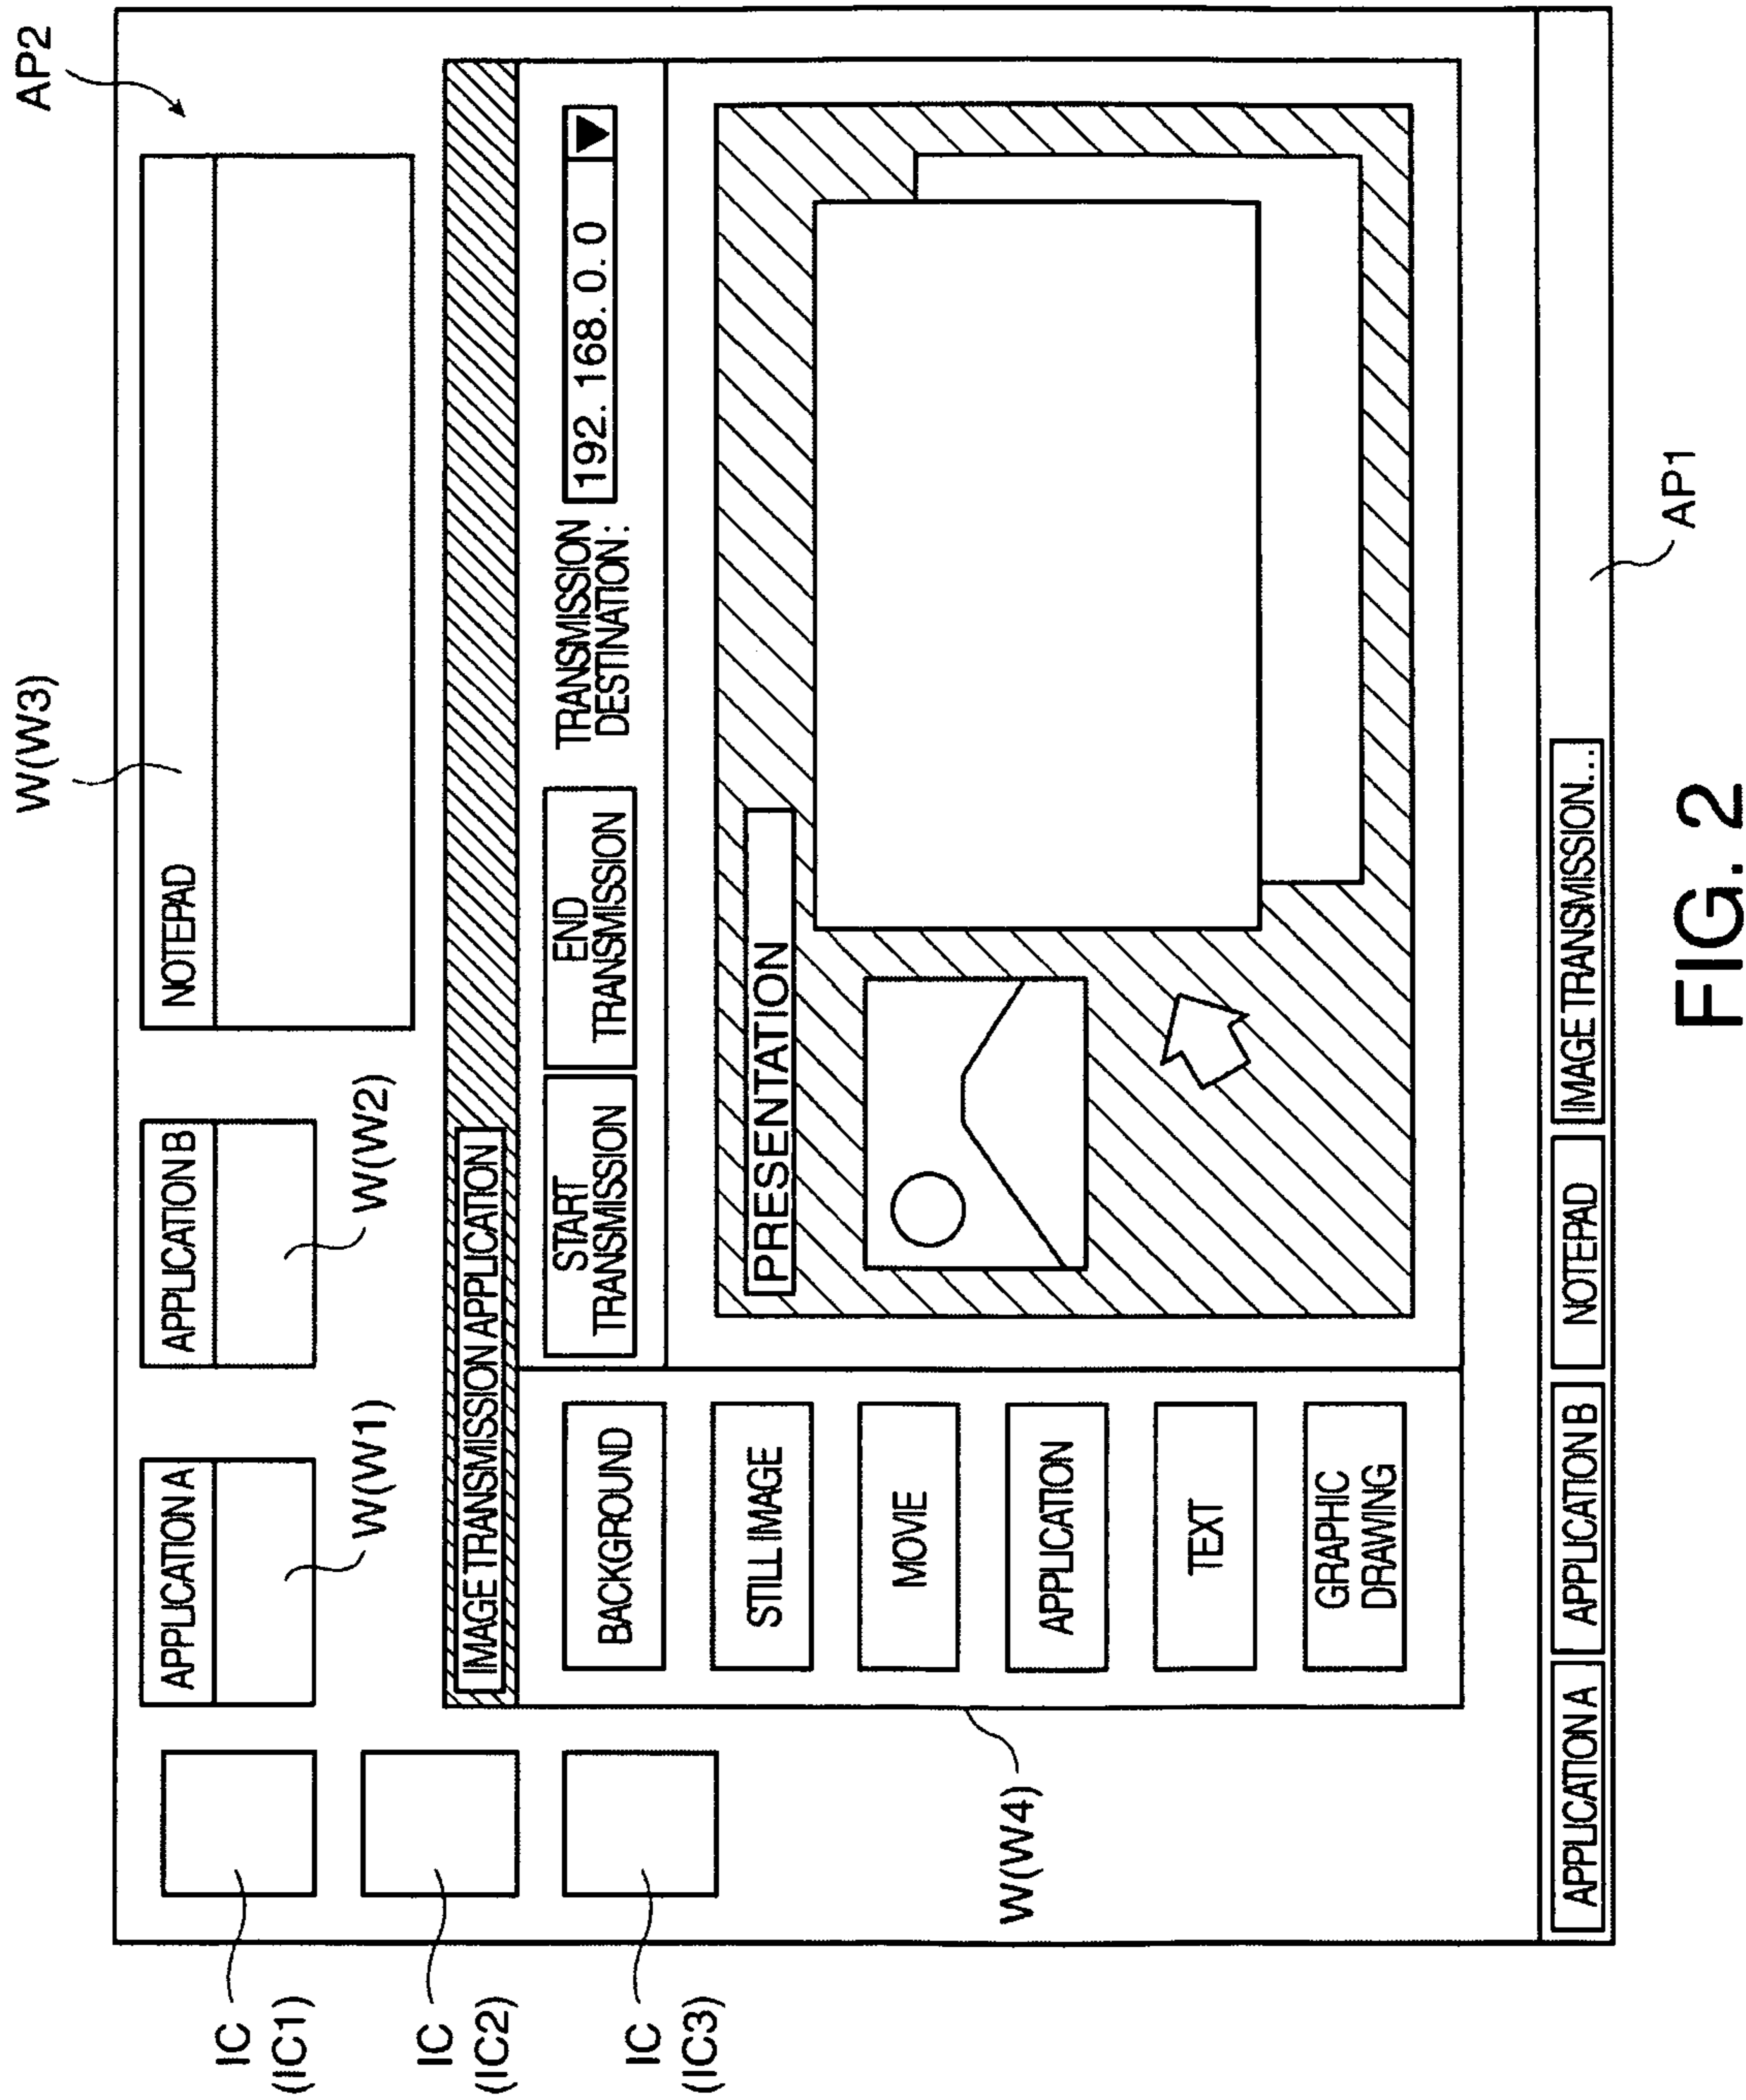 AP2
W(W3)
APPLICATION A
APPLICATION B
NOTEPAD
W(W1)
W(W2)
IC
(IC1)
IC
(IC2)
IC
(IC3)
IMAGE TRANSMISSION APPLICATION
START
TRANSMISSION
END
TRANSMISSION
TRANSMISSION
DESTINATION:
192. 168. 0. 0
BACKGROUND
STILL IMAGE
MOVIE
APPLICATION
TEXT
GRAPHIC
DRAWING
PRESENTATION
W(W4)
APPLICATION A
APPLICATION B
NOTEPAD
IMAGE TRANSMISSION...
AP1
FIG. 2